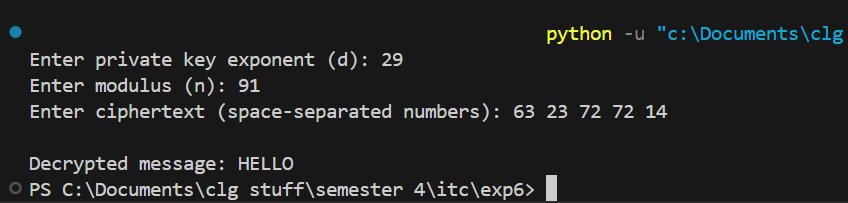 python -u "c:\Documents\clg
Enter private key exponent (d): 29
Enter modulus (n): 91
Enter ciphertext (space-separated numbers): 63 23 72 72 14
Decrypted message: HELLO
PS C:\Documents\clg stuff\semester 4\itc\exp6>